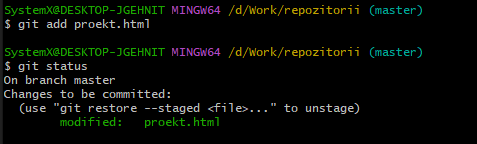 SystemX@DESKTOP-JGEHNIT MINGW64 /d/Work/repozitorii (master)
$ git add proekt.html
SystemX@DESKTOP-JGEHNIT MINGW64 /d/Work/repozitorii (master)
$ git status
On branch master
Changes to be committed:
  (use "git restore --staged <file>..." to unstage)
        modified:   proekt.html